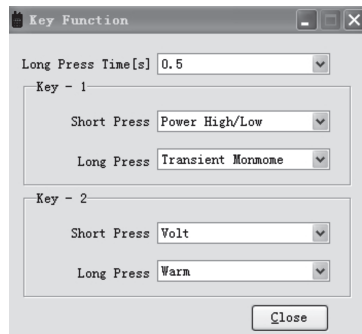 Key Function
Long Press Time[s] 0.5
Key - 1
Short Press Power High/Low
Long Press Transient Monmome
Key - 2
Short Press Volt
Long Press Warm
Close